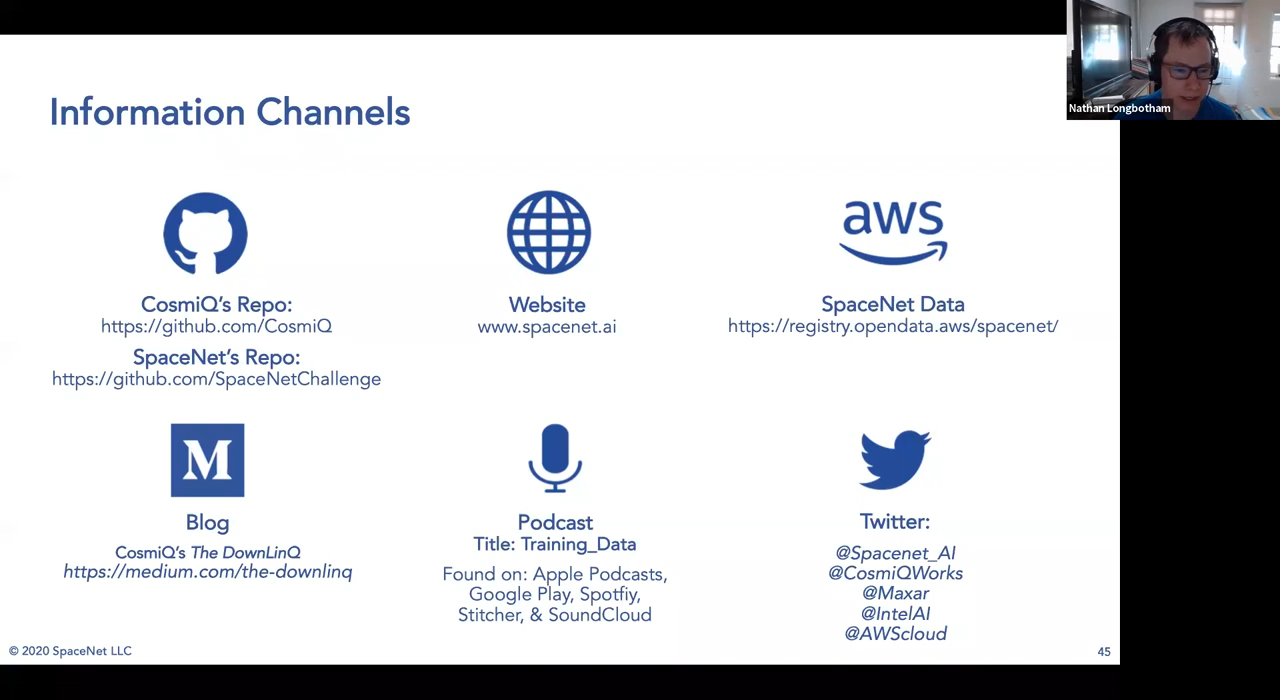 Nathan Longbotham
Information Channels
aws
CosmiQ's Repo:
https://github.com/CosmiQ
SpaceNet's Repo:
https://github.com/SpaceNetChallenge
Website
www.spacenet.ai
SpaceNet Data
https://registry.opendata.aws/spacenet/
M
Blog
CosmiQ's The DownLinQ
https://medium.com/the-downlinq
Podcast
Title: Training_Data
Found on: Apple Podcasts,
Google Play, Spotfiy,
Stitcher, & SoundCloud
Twitter:
@Spacenet_AI
@CosmiQWorks
@Maxar
@IntelAI
@AWScloud
© 2020 SpaceNet LLC
45